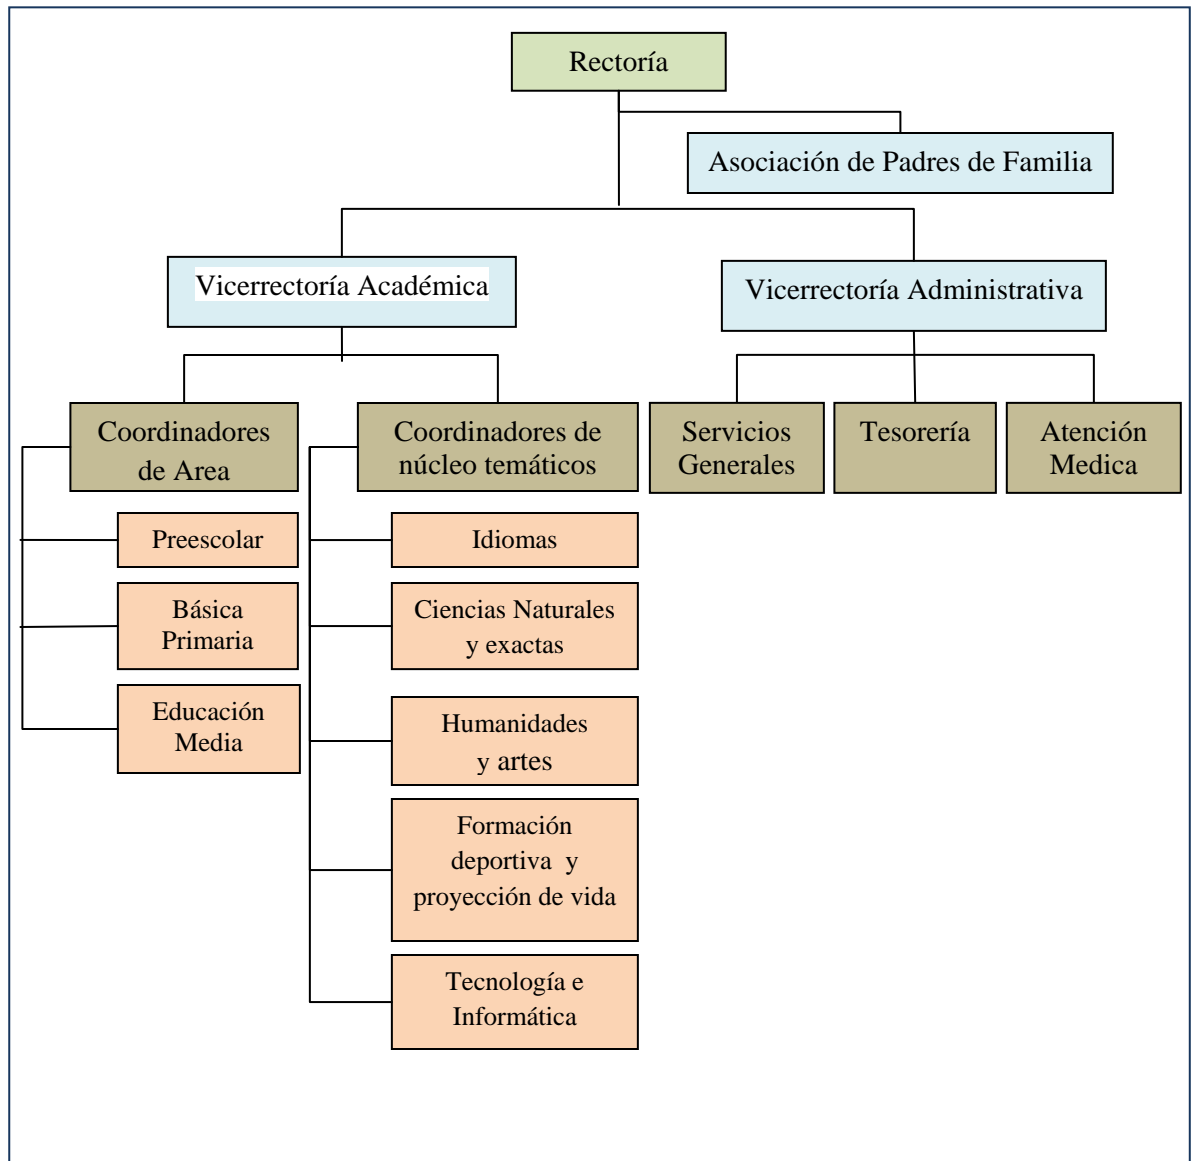 Rectoría
Asociación de Padres de Familia
Vicerrectoría Académica
Vicerrectoría Administrativa
Coordinadores
de Area
Coordinadores de
núcleo temáticos
Servicios
Generales
Tesorería
Atención
Medica
Preescolar
Básica
Primaria
Educación
Media
Idiomas
Ciencias Naturales
y exactas
Humanidades
y artes
Formación
deportiva y
proyección de vida
Tecnología e
Informática